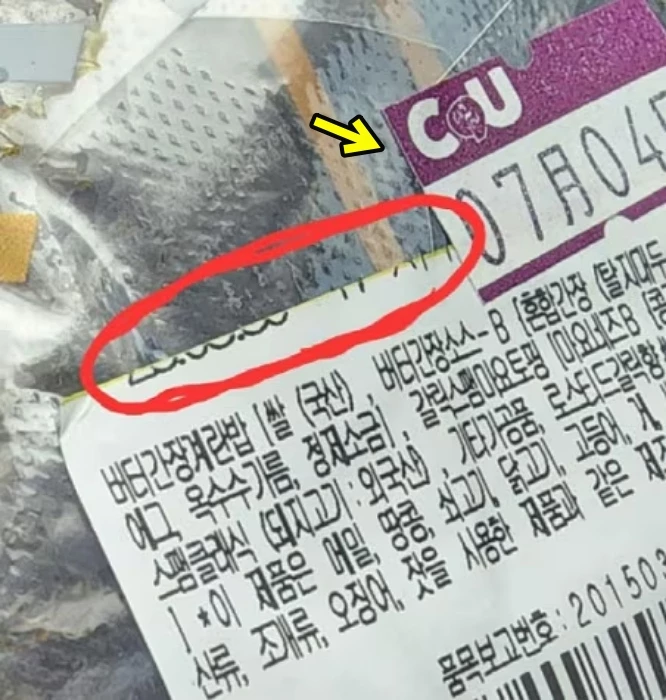 CU
07月04
버터간장계란밥 [쌀 (국산), 버터간장소스-B [혼합간장 (탈지대두
에그 옥수수기름, 정제소금], 갈릭스팸마요토핑 [마요네즈B
스팸클래식 (돼지고기:외국산), 기타가공품, 로스티드갈릭향
] *이 제품은 메밀, 땅콩, 쇠고기, 닭고기, 고등어, 게,
산류, 조개류, 오징어, 잣을 사용한 제품과 같은 제
품목보고번호: 201503